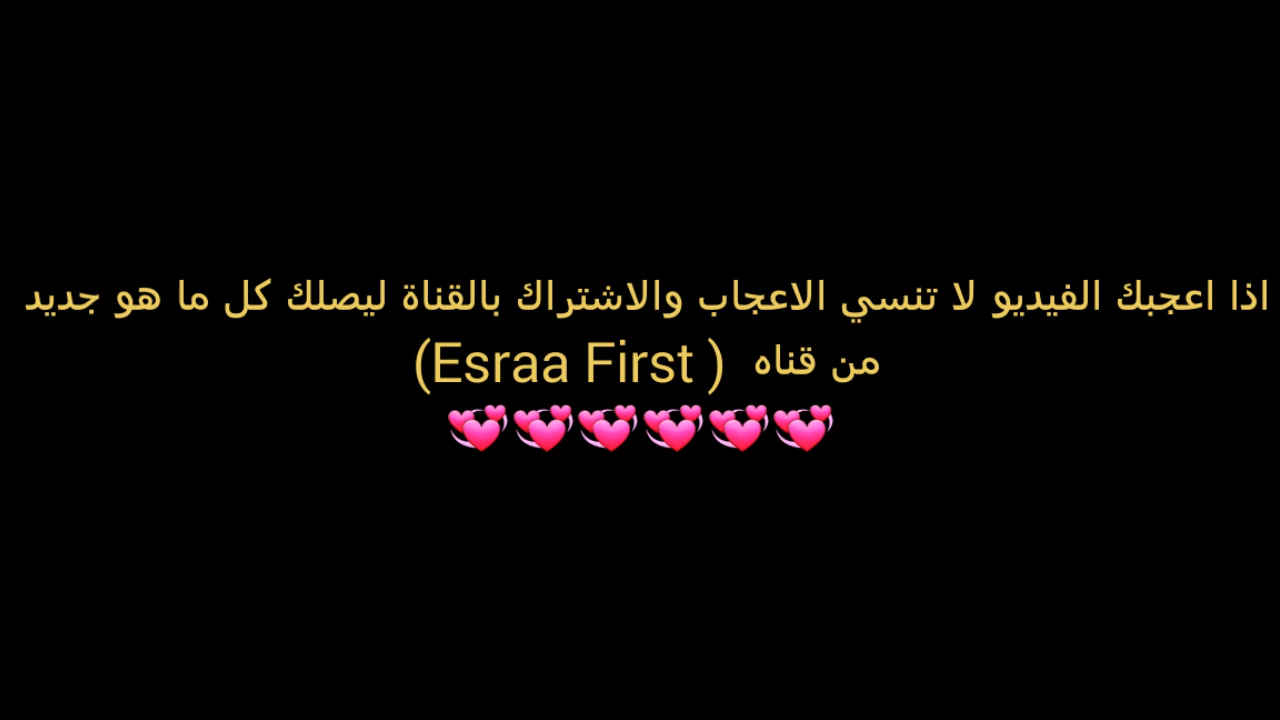 اذا اعجبك الفيديو لا تنسي الاعجاب والاشتراك بالقناة ليصلك كل ما هو جديد
من قناه ( Esraa First)
💞💞💞💞💞💞